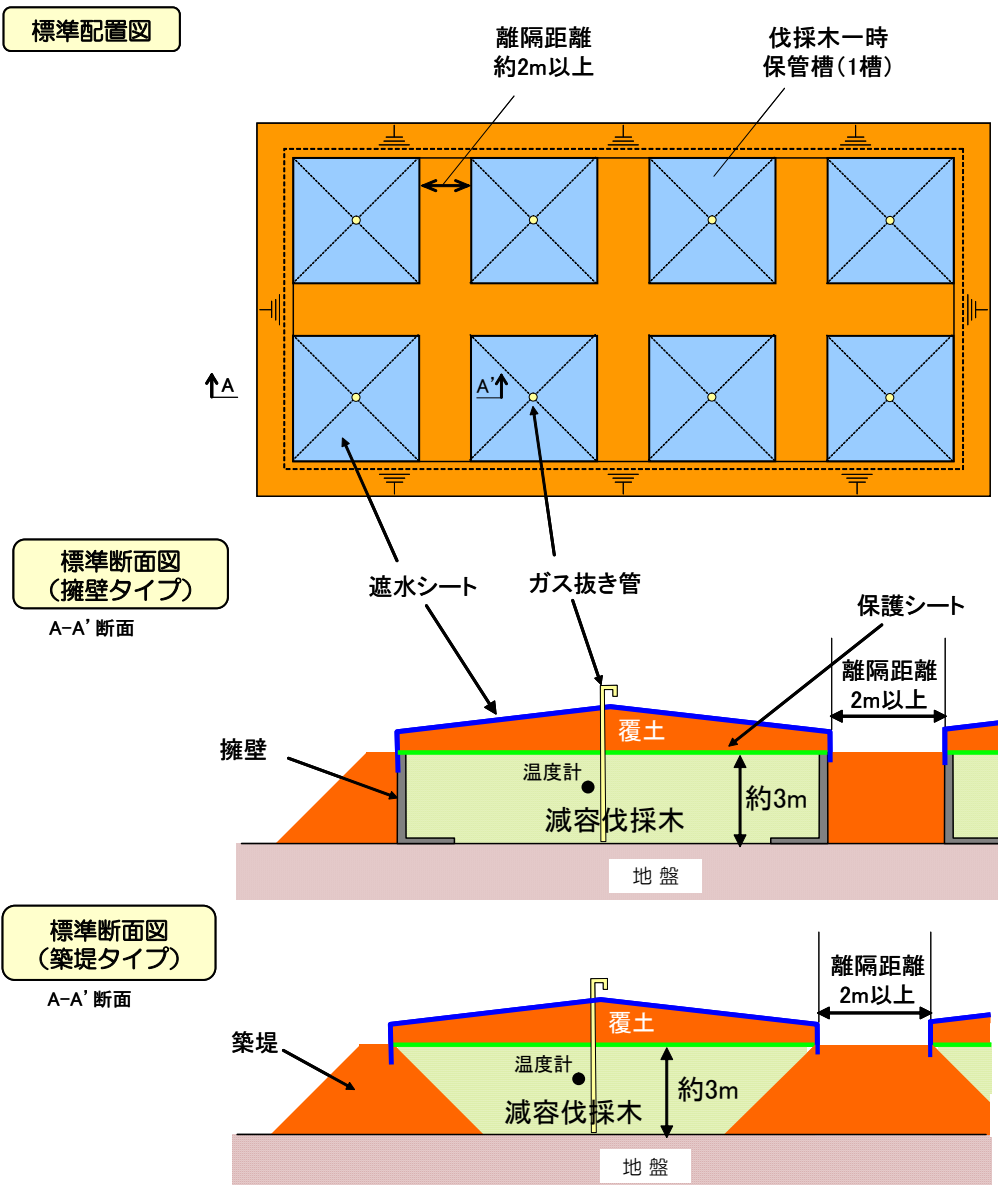 標準配置図
離隔距離
約2m以上
伐採木一時
保管槽(1槽)
A
A'
標準断面図
(擁壁タイプ)
A-A' 断面
遮水シート
ガス抜き管
保護シート
離隔距離
2m以上
擁壁
覆土
温度計
約3m
減容伐採木
地 盤
標準断面図
(築堤タイプ)
A-A' 断面
離隔距離
2m以上
築堤
覆土
温度計
約3m
減容伐採木
地 盤